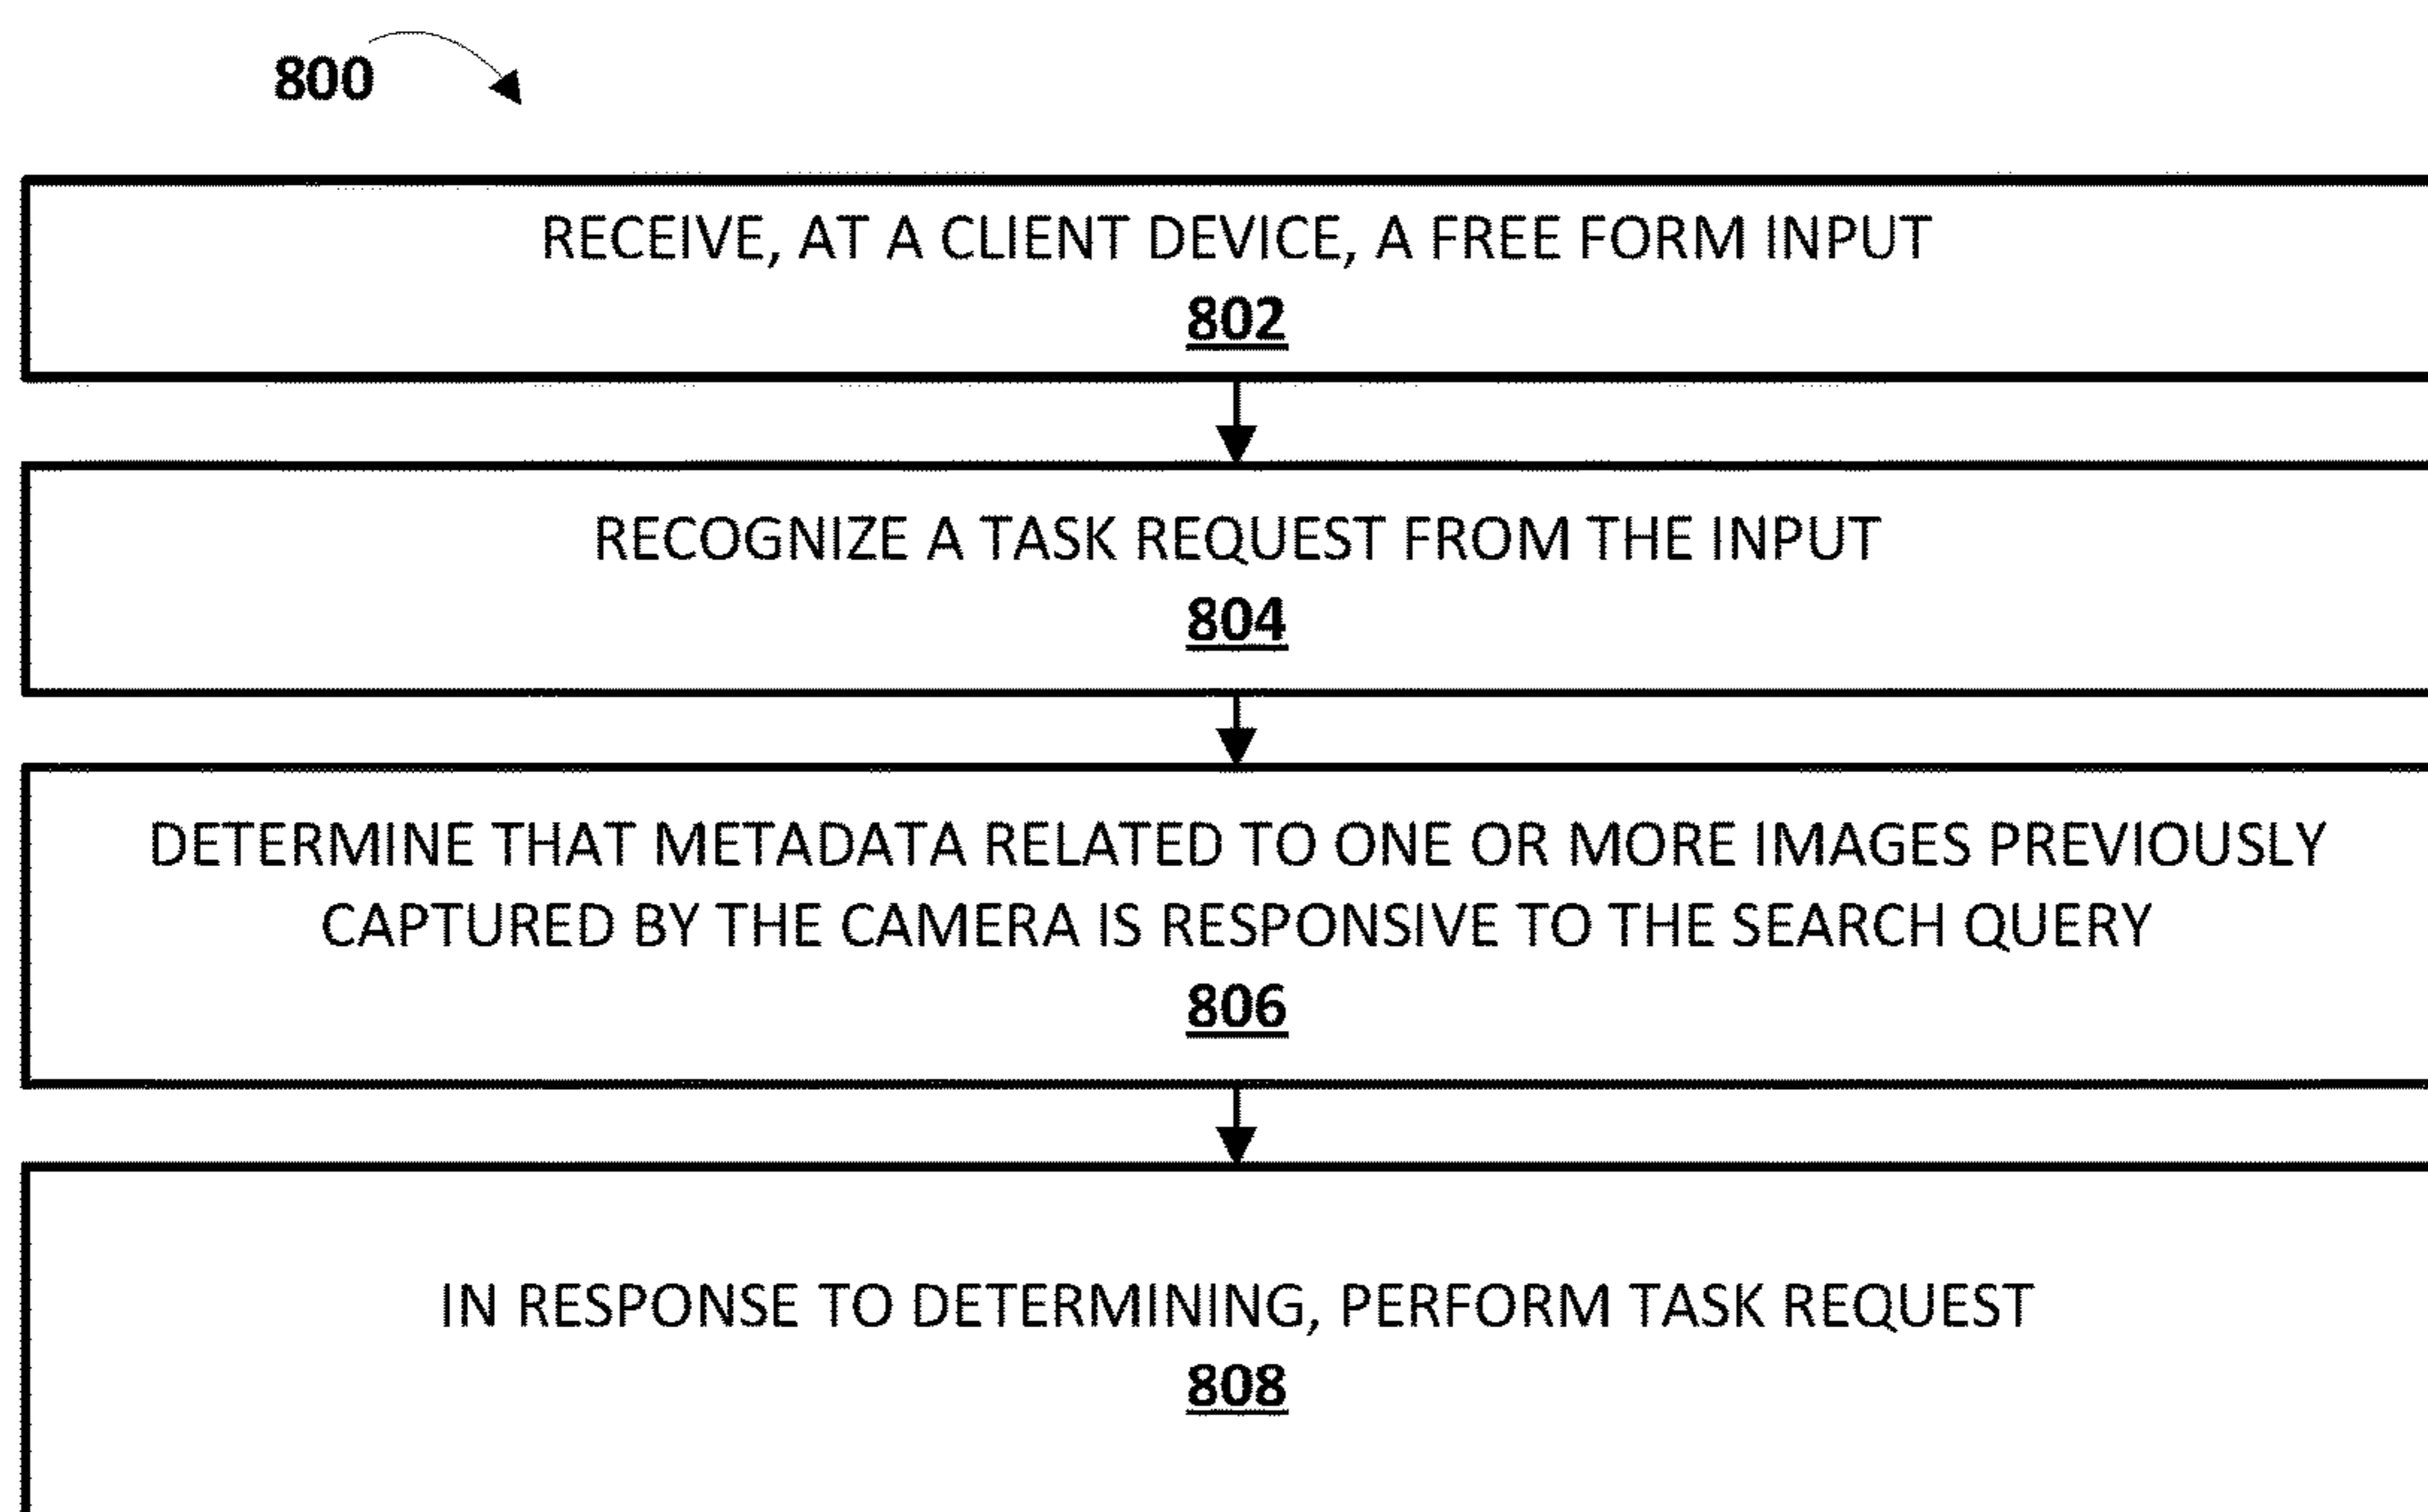 800
RECEIVE, AT A CLIENT DEVICE, A FREE FORM INPUT
802
RECOGNIZE A TASK REQUEST FROM THE INPUT
804
DETERMINE THAT METADATA RELATED TO ONE OR MORE IMAGES PREVIOUSLY
CAPTURED BY THE CAMERA IS RESPONSIVE TO THE SEARCH QUERY
806
IN RESPONSE TO DETERMINING, PERFORM TASK REQUEST
808